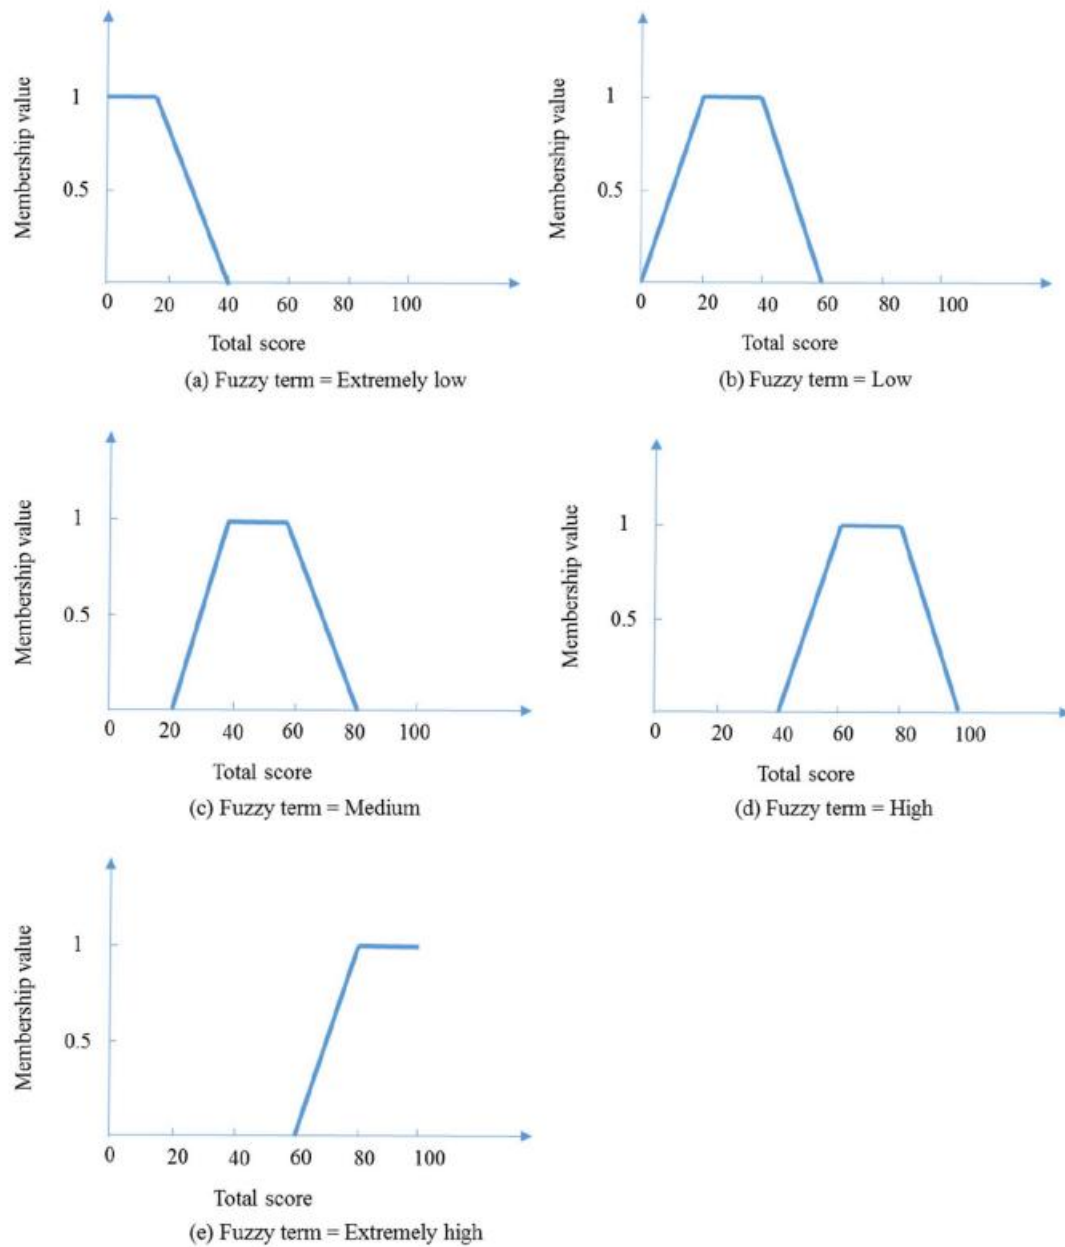 Membership value
1
0.5
0 20 40 60 80 100
Total score
(a) Fuzzy term = Extremely low
Membership value
1
0.5
0 20 40 60 80 100
Total score
(b) Fuzzy term = Low
Membership value
1
0.5
0 20 40 60 80 100
Total score
(c) Fuzzy term = Medium
Membership value
1
0.5
0 20 40 60 80 100
Total score
(d) Fuzzy term = High
Membership value
1
0.5
0 20 40 60 80 100
Total score
(e) Fuzzy term = Extremely high